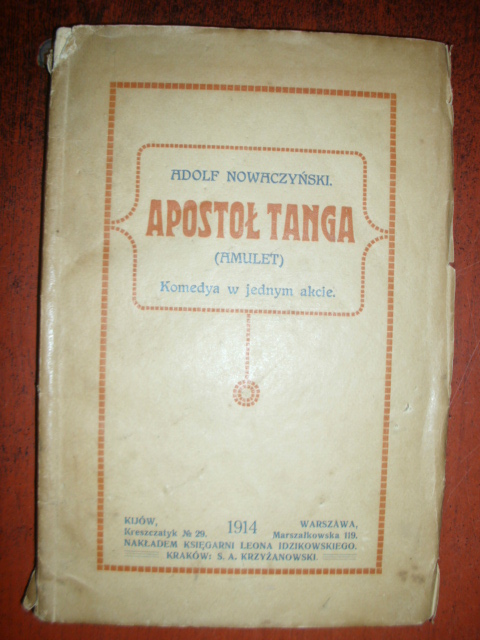 ADOLF NOWACZYŃSKI.
APOSTOŁ TANGA
(AMULET)
Komedya w jednym akcie.
KIJÓW, 1914 WARSZAWA,
Kreszczatyk № 29. Marszałkowska 119.
NAKŁADEM KSIĘGARNI LEONA IDZIKOWSKIEGO.
KRAKÓW: S. A. KRZYŻANOWSKI.